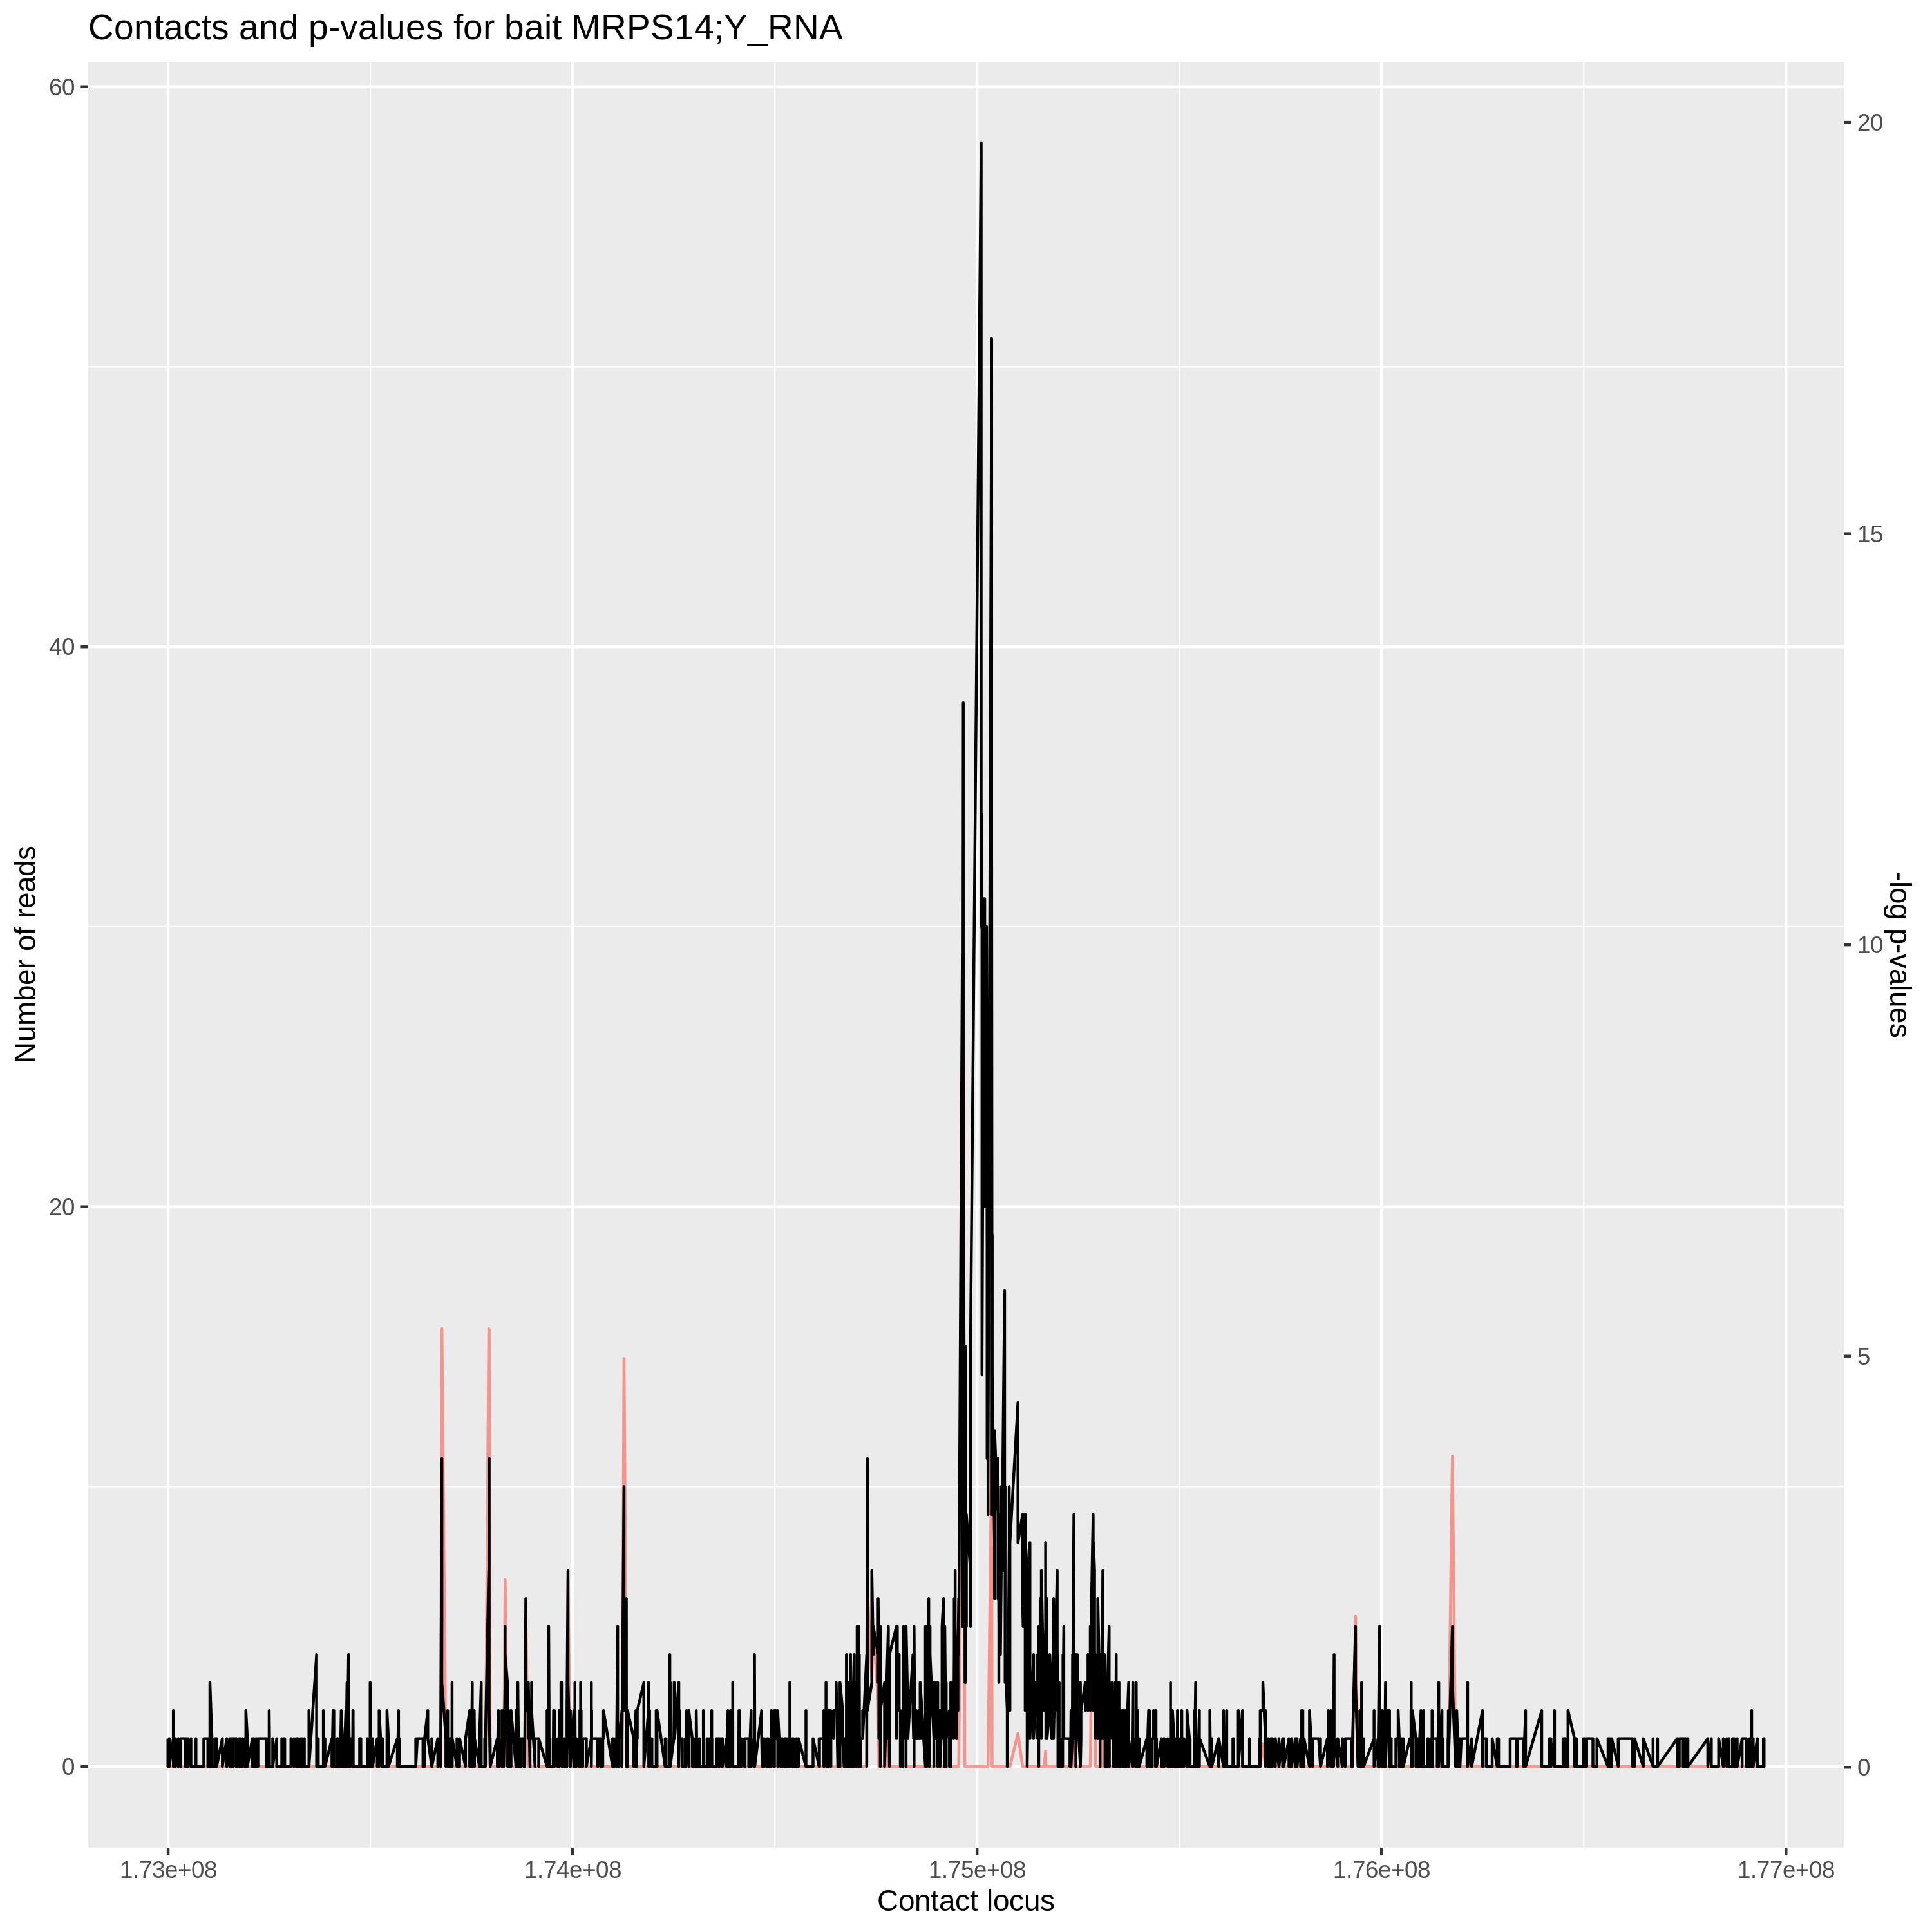 Contacts and p-values for bait MRPS14;Y_RNA
60
40
20
0
Number of reads
20
15
10
5
0
-log p-values
1.73e+08
1.74e+08
1.75e+08
1.76e+08
1.77e+08
Contact locus